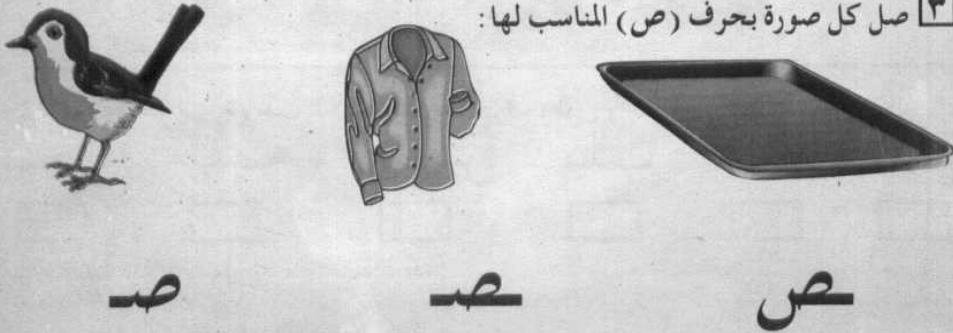 ٣ صل كل صورة بحرف (ص) المناسب لها:
ـص ـصـ صـ